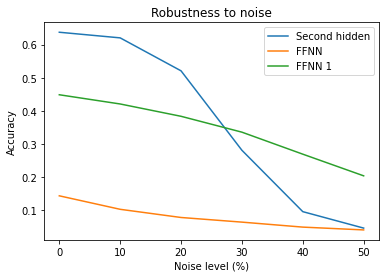 Robustness to noise
Second hidden
FFNN
FFNN 1
0.6
0.5
0.4
0.3
0.2
0.1
Accuracy
0 10 20 30 40 50
Noise level (%)